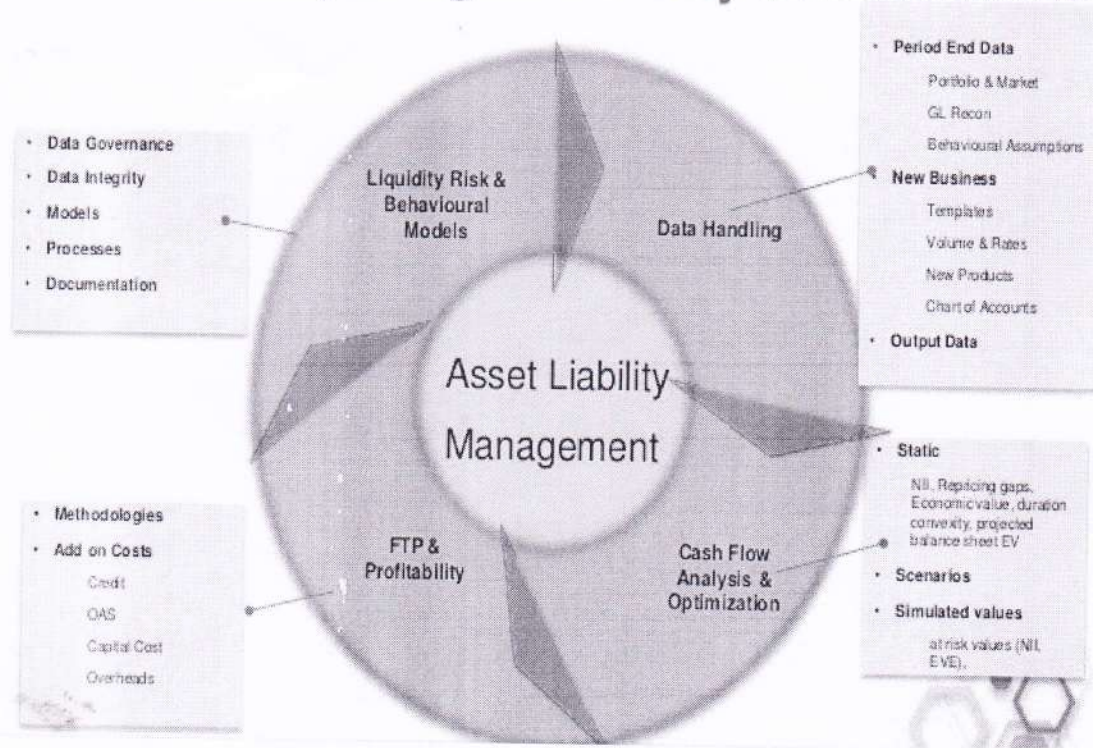 • Data Governance
• Data Integrity
• Models
• Processes
• Documentation
Liquidity Risk &
Behavioural
Models
Data Handling
• Period End Data
Portfolio & Market
GL Recon
Behavioural Assumptions
• New Business
Templates
Volume & Rates
New Products
Chart of Accounts
• Output Data
Asset Liability
Management
• Methodologies
• Add on Costs
Credit
OAS
Capital Cost
Overheads
FTP &
Profitability
Cash Flow
Analysis &
Optimization
• Static
NII, Repricing gaps,
Economic value, duration
convexity, projected
balance sheet EV
• Scenarios
• Simulated values
at risk values (NII,
EVE),